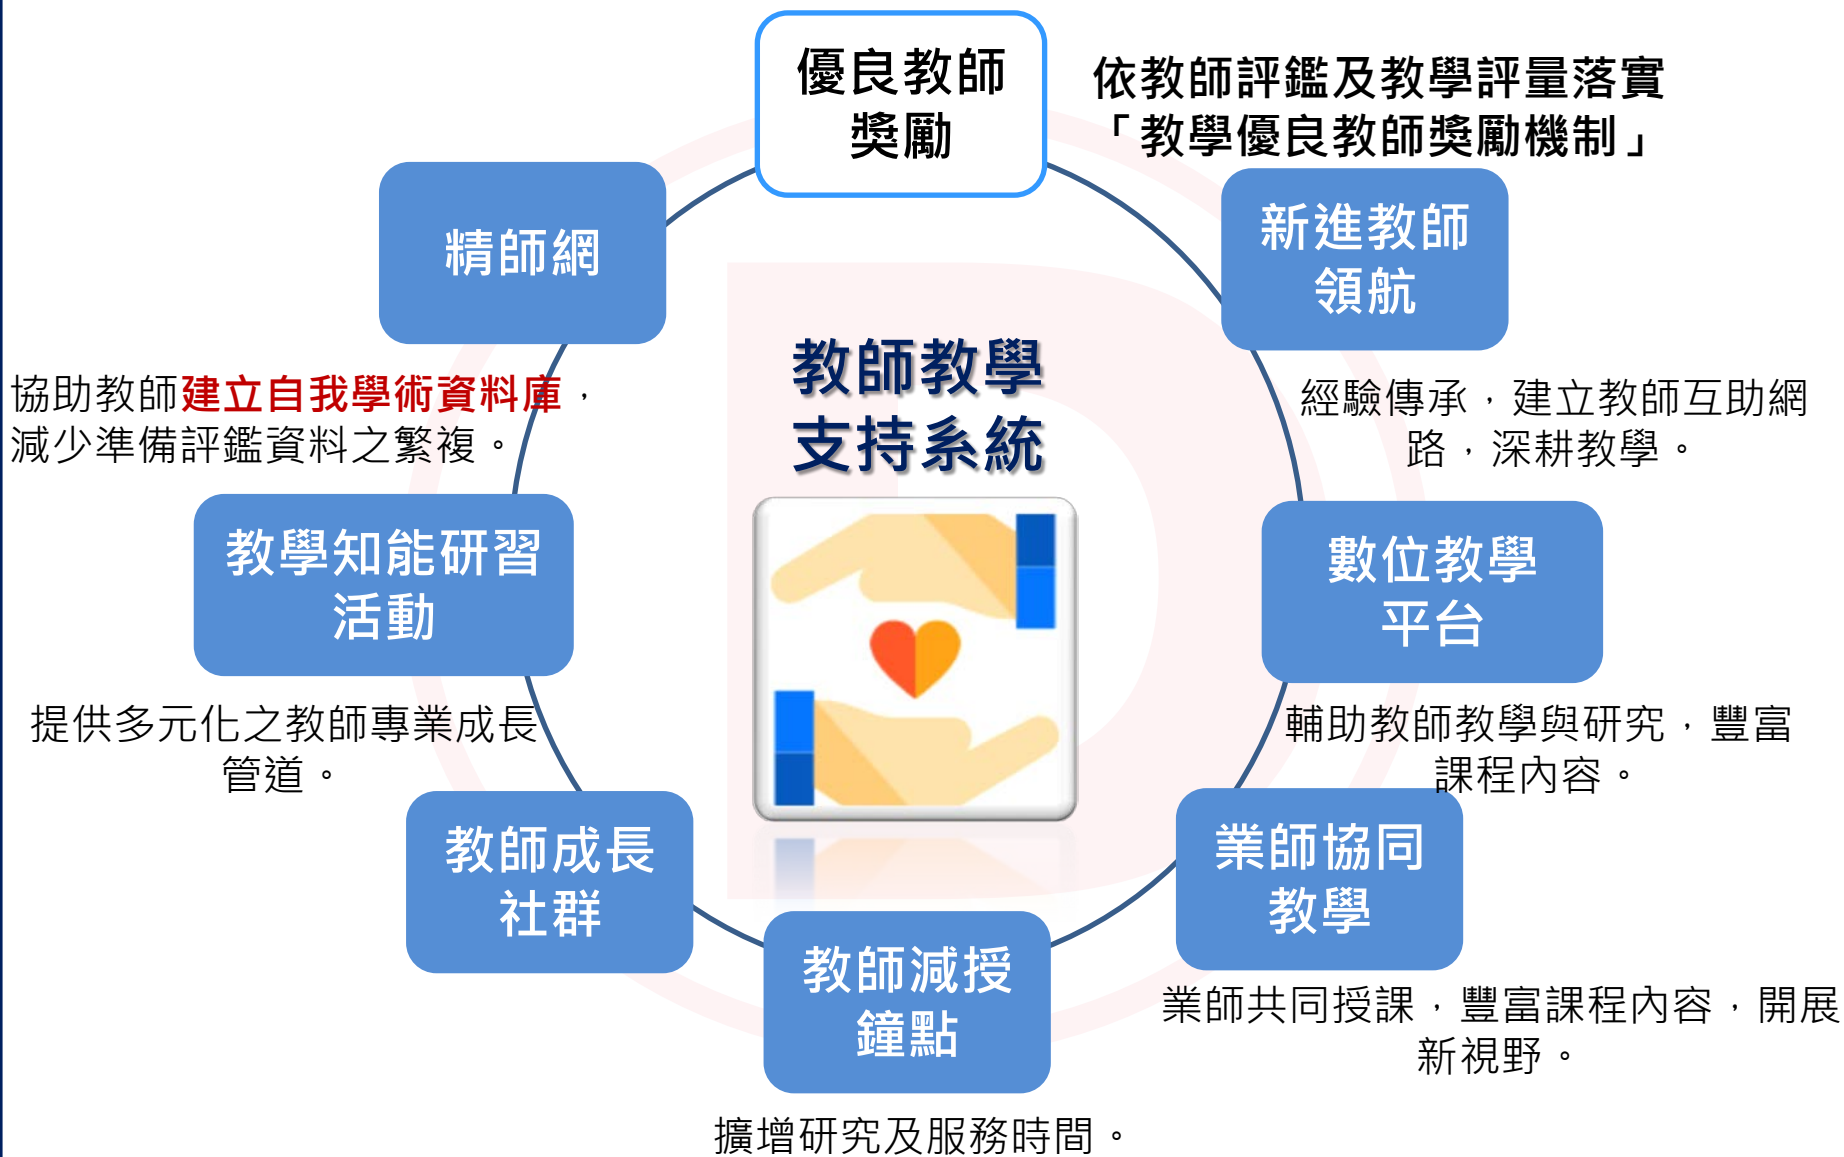 優良教師
獎勵
依教師評鑑及教學評量落實
「教學優良教師獎勵機制」
新進教師
領航
經驗傳承，建立教師互助網
路，深耕教學。
數位教學
平台
輔助教師教學與研究，豐富
課程內容。
業師協同
教學
業師共同授課，豐富課程內容，開展
新視野。
教師減授
鐘點
擴增研究及服務時間。
教師成長
社群
教學知能研習
活動
提供多元化之教師專業成長
管道。
精師網
協助教師建立自我學術資料庫，
減少準備評鑑資料之繁複。
教師教學
支持系統